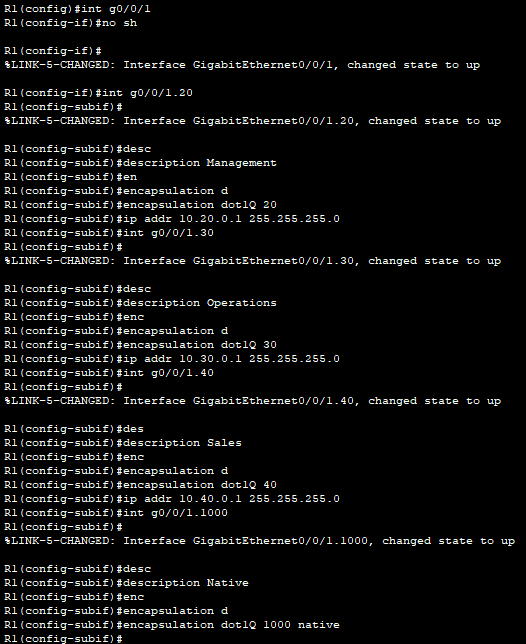 R1(config)#int g0/0/1
R1(config-if)#no sh
R1(config-if)#
%LINK-5-CHANGED: Interface GigabitEthernet0/0/1, changed state to up
R1(config-if)#int g0/0/1.20
R1(config-subif)#
%LINK-5-CHANGED: Interface GigabitEthernet0/0/1.20, changed state to up
R1(config-subif)#desc
R1(config-subif)#description Management
R1(config-subif)#en
R1(config-subif)#encapsulation d
R1(config-subif)#encapsulation dot1Q 20
R1(config-subif)#ip addr 10.20.0.1 255.255.255.0
R1(config-subif)#int g0/0/1.30
R1(config-subif)#
%LINK-5-CHANGED: Interface GigabitEthernet0/0/1.30, changed state to up
R1(config-subif)#desc
R1(config-subif)#description Operations
R1(config-subif)#enc
R1(config-subif)#encapsulation d
R1(config-subif)#encapsulation dot1Q 30
R1(config-subif)#ip addr 10.30.0.1 255.255.255.0
R1(config-subif)#int g0/0/1.40
R1(config-subif)#
%LINK-5-CHANGED: Interface GigabitEthernet0/0/1.40, changed state to up
R1(config-subif)#des
R1(config-subif)#description Sales
R1(config-subif)#enc
R1(config-subif)#encapsulation d
R1(config-subif)#encapsulation dot1Q 40
R1(config-subif)#ip addr 10.40.0.1 255.255.255.0
R1(config-subif)#int g0/0/1.1000
R1(config-subif)#
%LINK-5-CHANGED: Interface GigabitEthernet0/0/1.1000, changed state to up
R1(config-subif)#desc
R1(config-subif)#description Native
R1(config-subif)#enc
R1(config-subif)#encapsulation d
R1(config-subif)#encapsulation dot1Q 1000 native
R1(config-subif)#